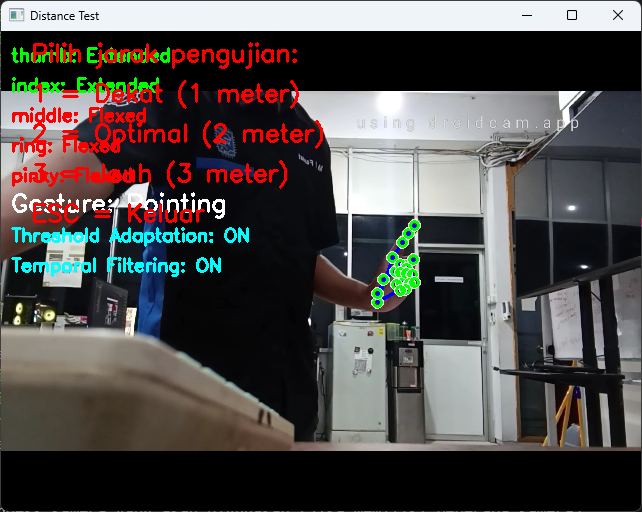 Distance Test
Pilih jarak pengujian:
thumb: Extended
index: Extended
1 = Dekat (1 meter)
middle: Flexed
using droidcam.app
2 = Optimal (2 meter)
ring: Flexed
3 = Jauh (3 meter)
pinky: Flexed
Gesture: Pointing
ESC = Keluar
Threshold Adaptation: ON
Temporal Filtering: ON